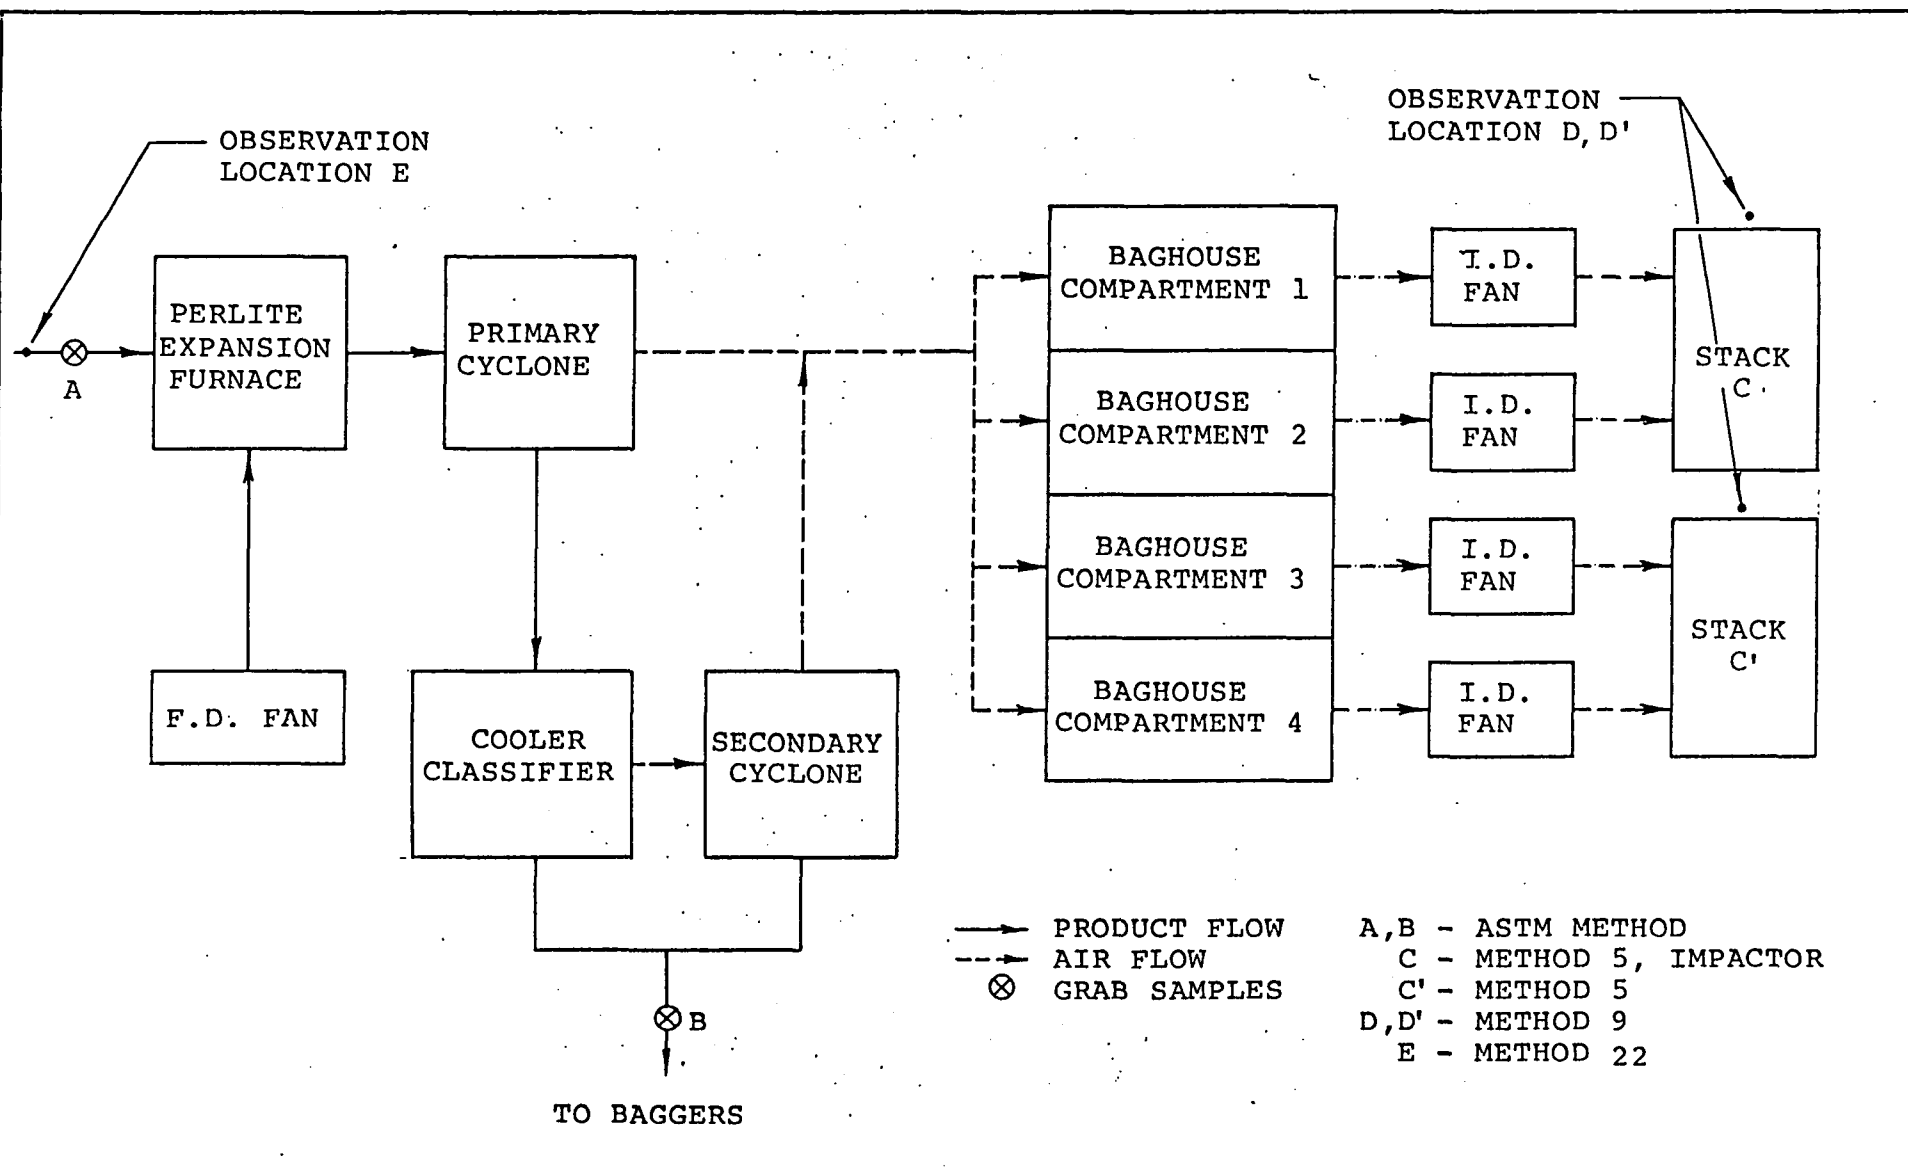 OBSERVATION
LOCATION E
OBSERVATION
LOCATION D, D'
A
PERLITE
EXPANSION
FURNACE
PRIMARY
CYCLONE
F.D. FAN
COOLER
CLASSIFIER
SECONDARY
CYCLONE
BAGHOUSE
COMPARTMENT 1
BAGHOUSE
COMPARTMENT 2
BAGHOUSE
COMPARTMENT 3
BAGHOUSE
COMPARTMENT 4
I.D.
FAN
I.D.
FAN
I.D.
FAN
I.D.
FAN
STACK
C
STACK
C'
B
TO BAGGERS
PRODUCT FLOW
AIR FLOW
GRAB SAMPLES
A,B - ASTM METHOD
C - METHOD 5, IMPACTOR
C' - METHOD 5
D,D' - METHOD 9
E - METHOD 22